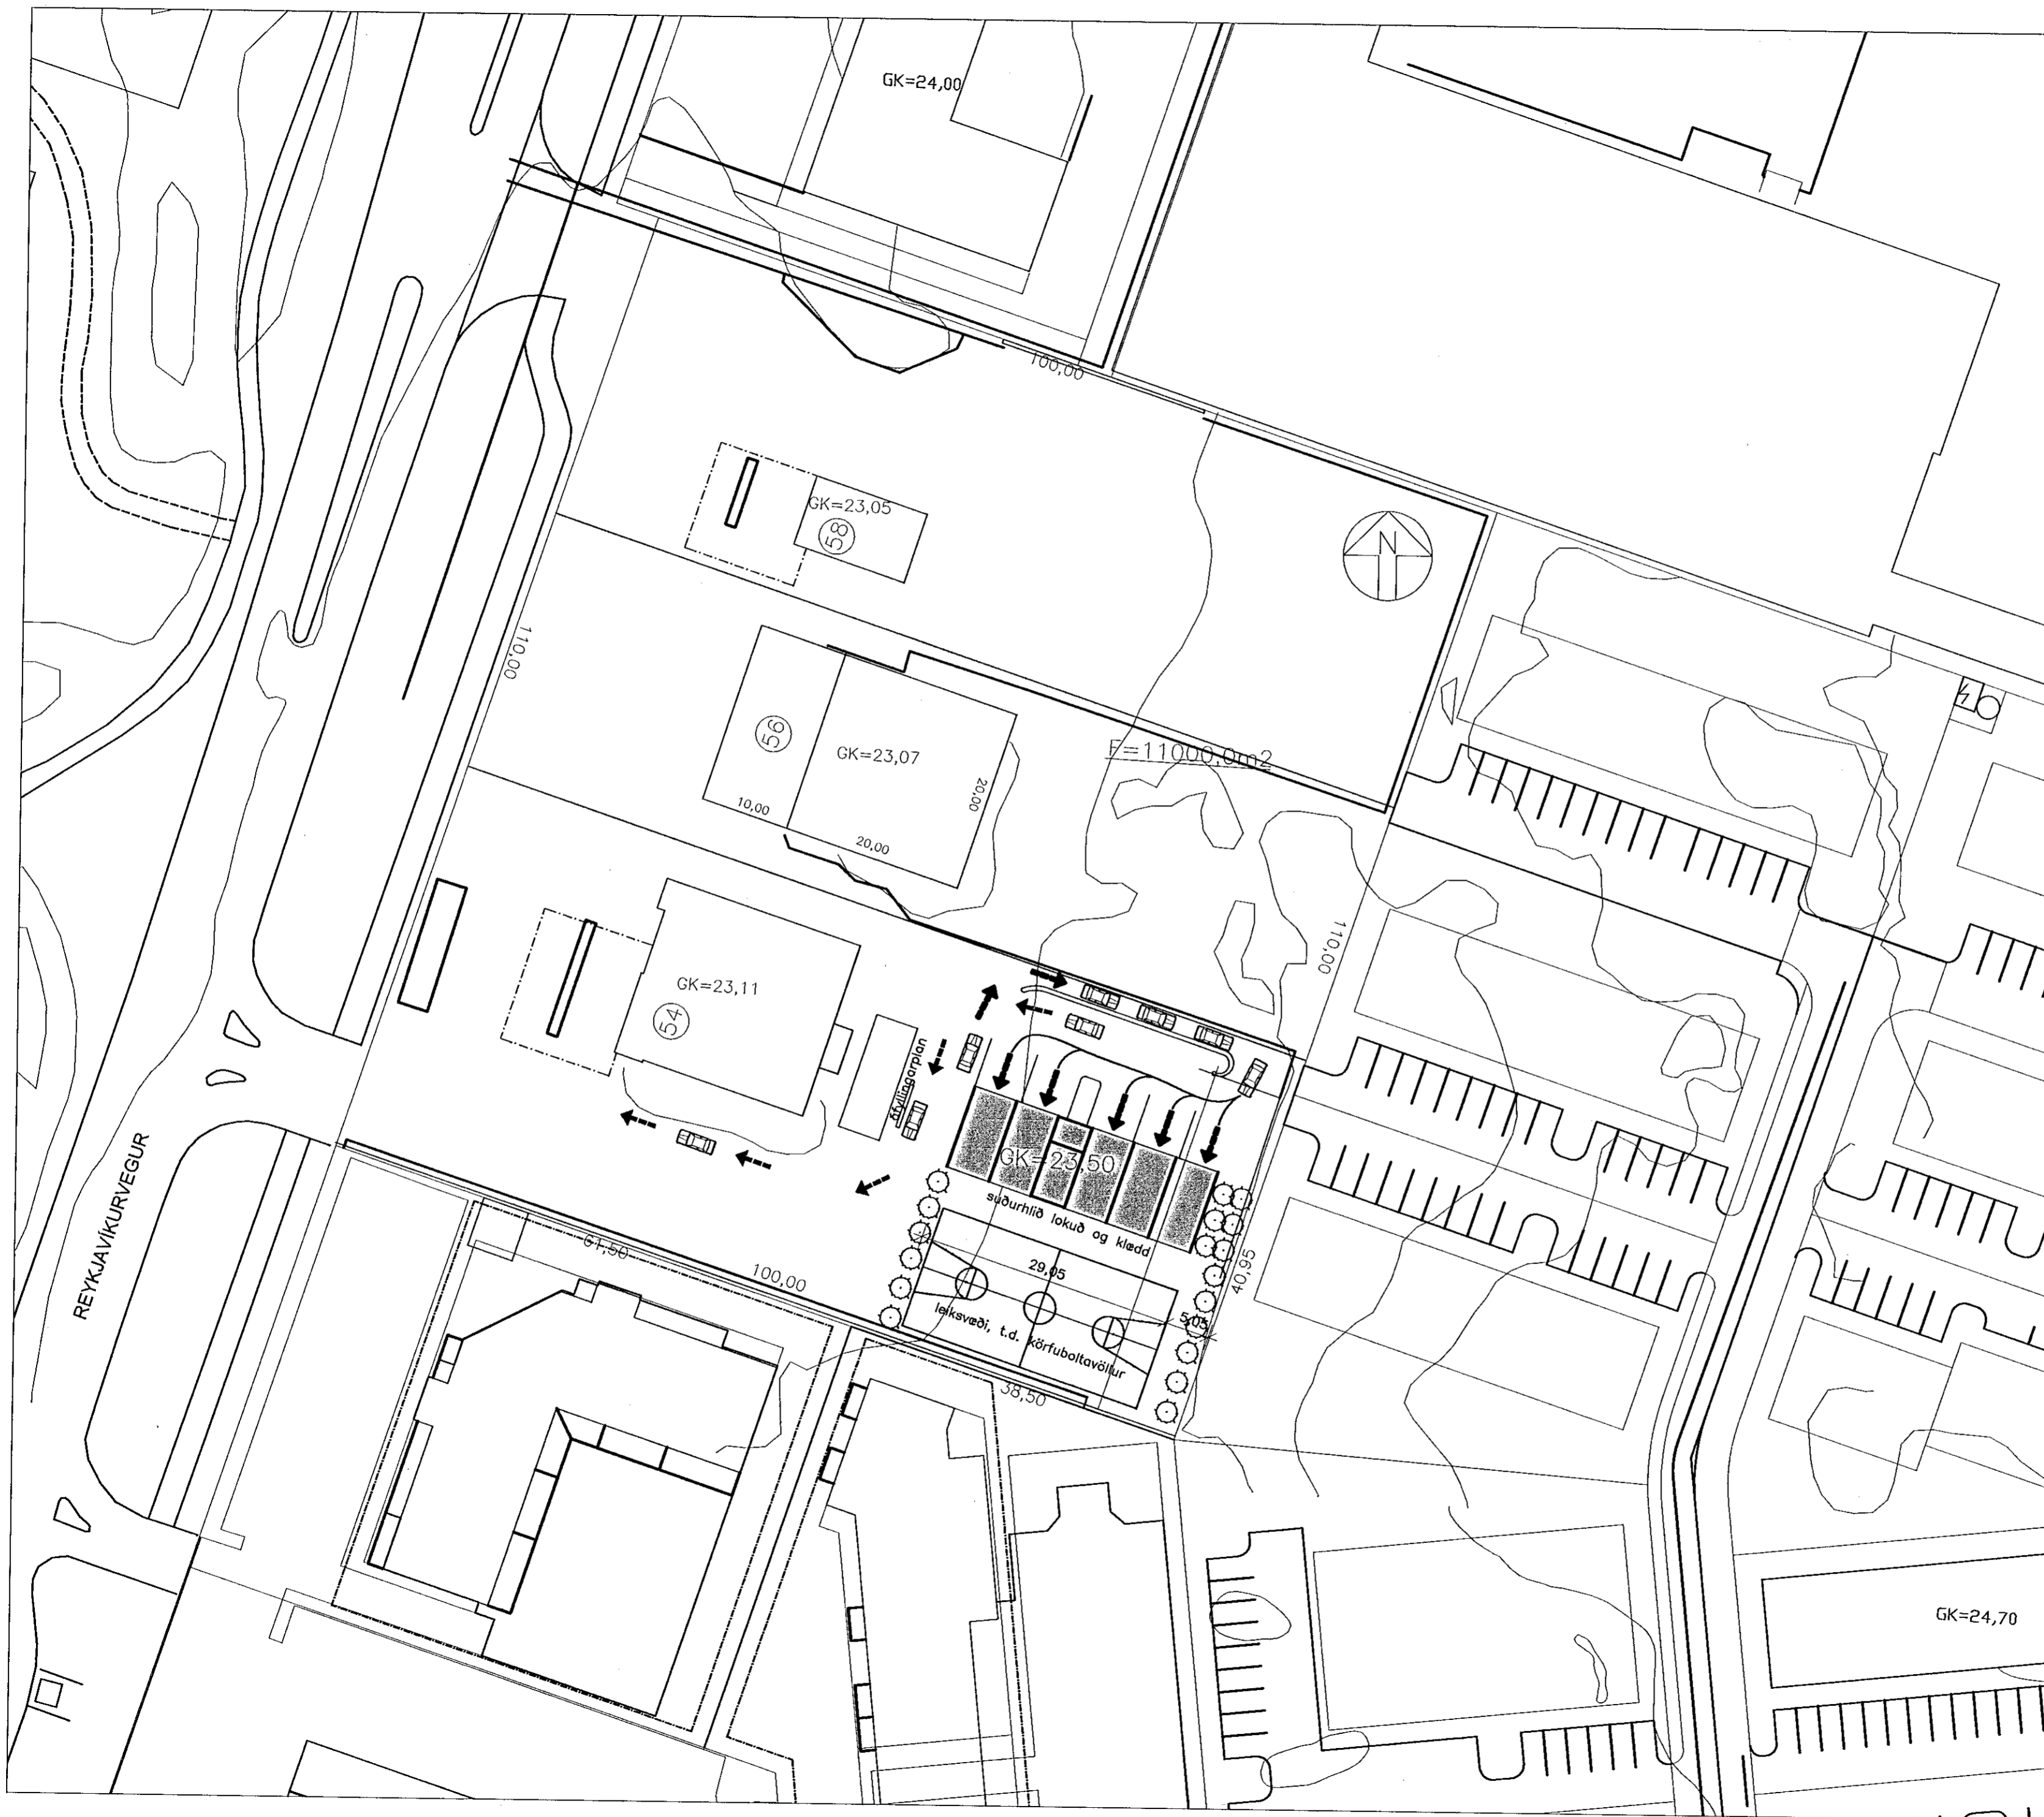 GK=24,00
100,00
GK=23,05
58
N
110,00
56
GK=23,07
F=11000,0m2
20,00
10,00
20,00
GK=23,11
54
110,00
áfyllingarplan
REYKJAVÍKURVEGUR
GK=23,50
suðurhlið lokuð og klædd
61,50
100,00
29,05
40,95
5,05
leiksvæði, t.d. körfuboltavöllur
38,50
GK=24,70